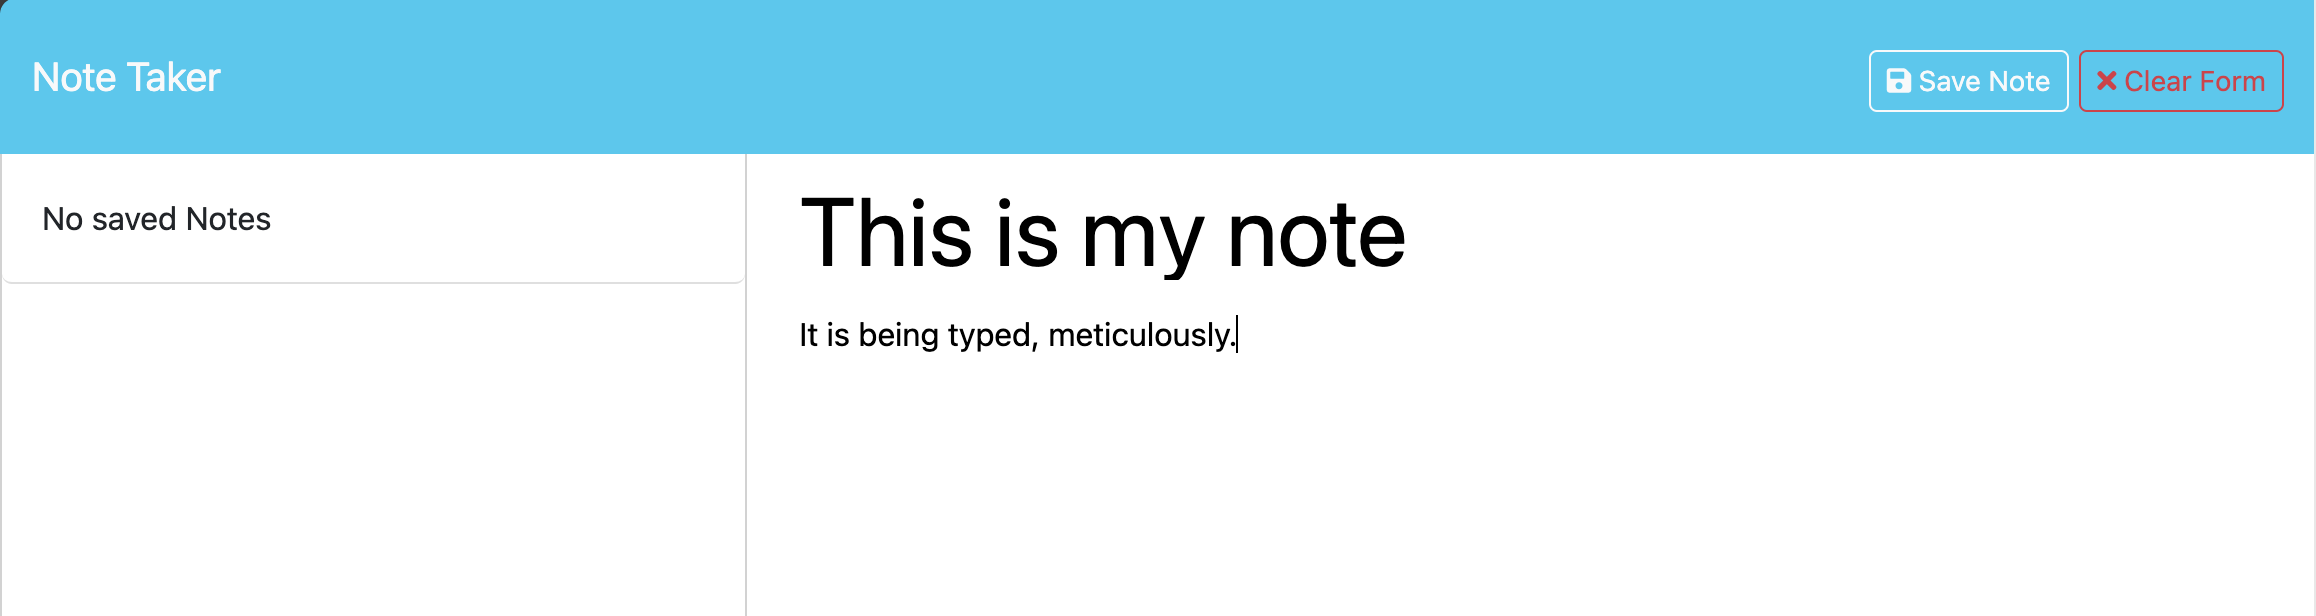 Note Taker
Save Note
Clear Form
No saved Notes
This is my note
It is being typed, meticulously.